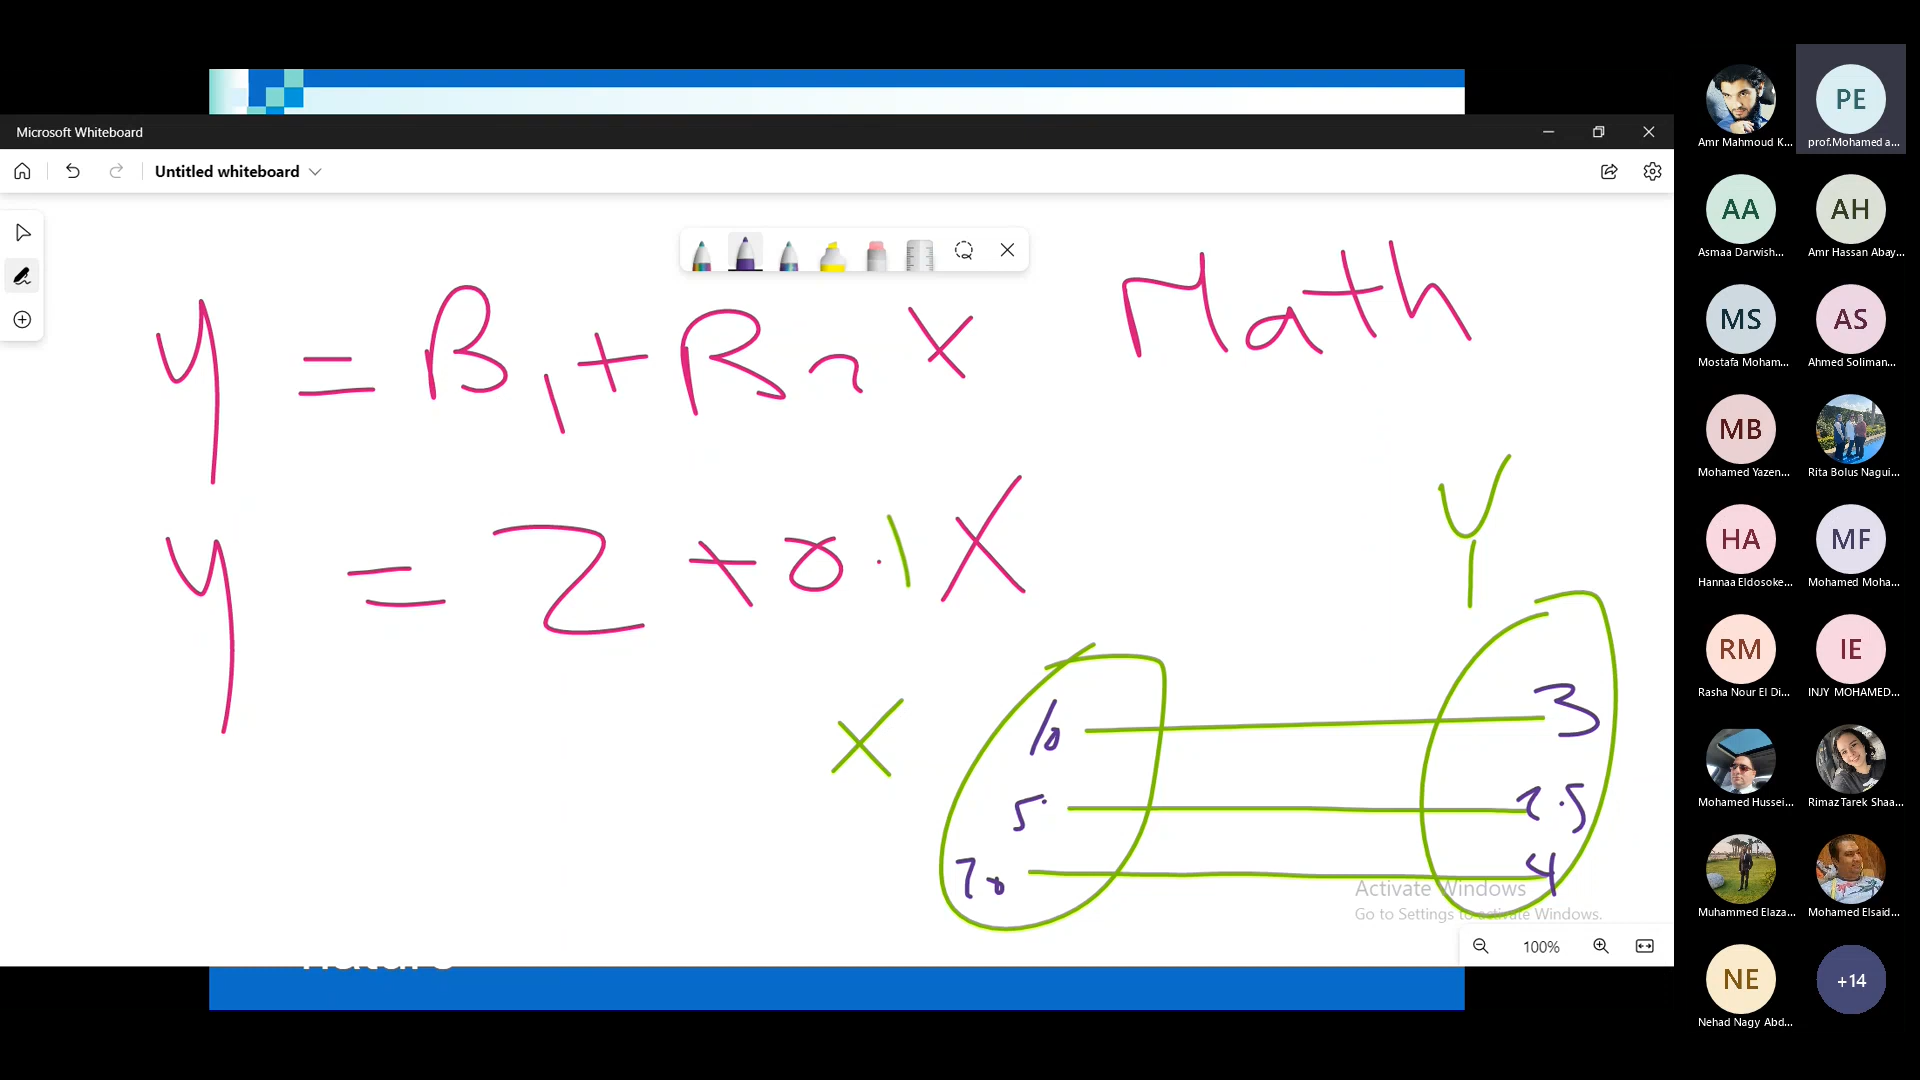 Microsoft Whiteboard
Untitled whiteboard
Math
y = B1 + B2 X
y = 2 + 0.1 X
Y
X
10 3
5 2.5
20 4
Activate Windows
Go to Settings to activate Windows.
100%
PE
Amr Mahmoud K...
prof.Mohamed a...
AA
AH
Asmaa Darwish...
Amr Hassan Abay...
MS
AS
Mostafa Moham...
Ahmed Soliman...
MB
Mohamed Yazen...
Rita Bolus Nagui...
HA
MF
Hannaa Eldosoke...
Mohamed Moha...
RM
IE
Rasha Nour El Di...
INJY MOHAMED...
Mohamed Hussei...
Rimaz Tarek Shaa...
Muhammed Elaza...
Mohamed Elsaid...
NE
+14
Nehad Nagy Abd...